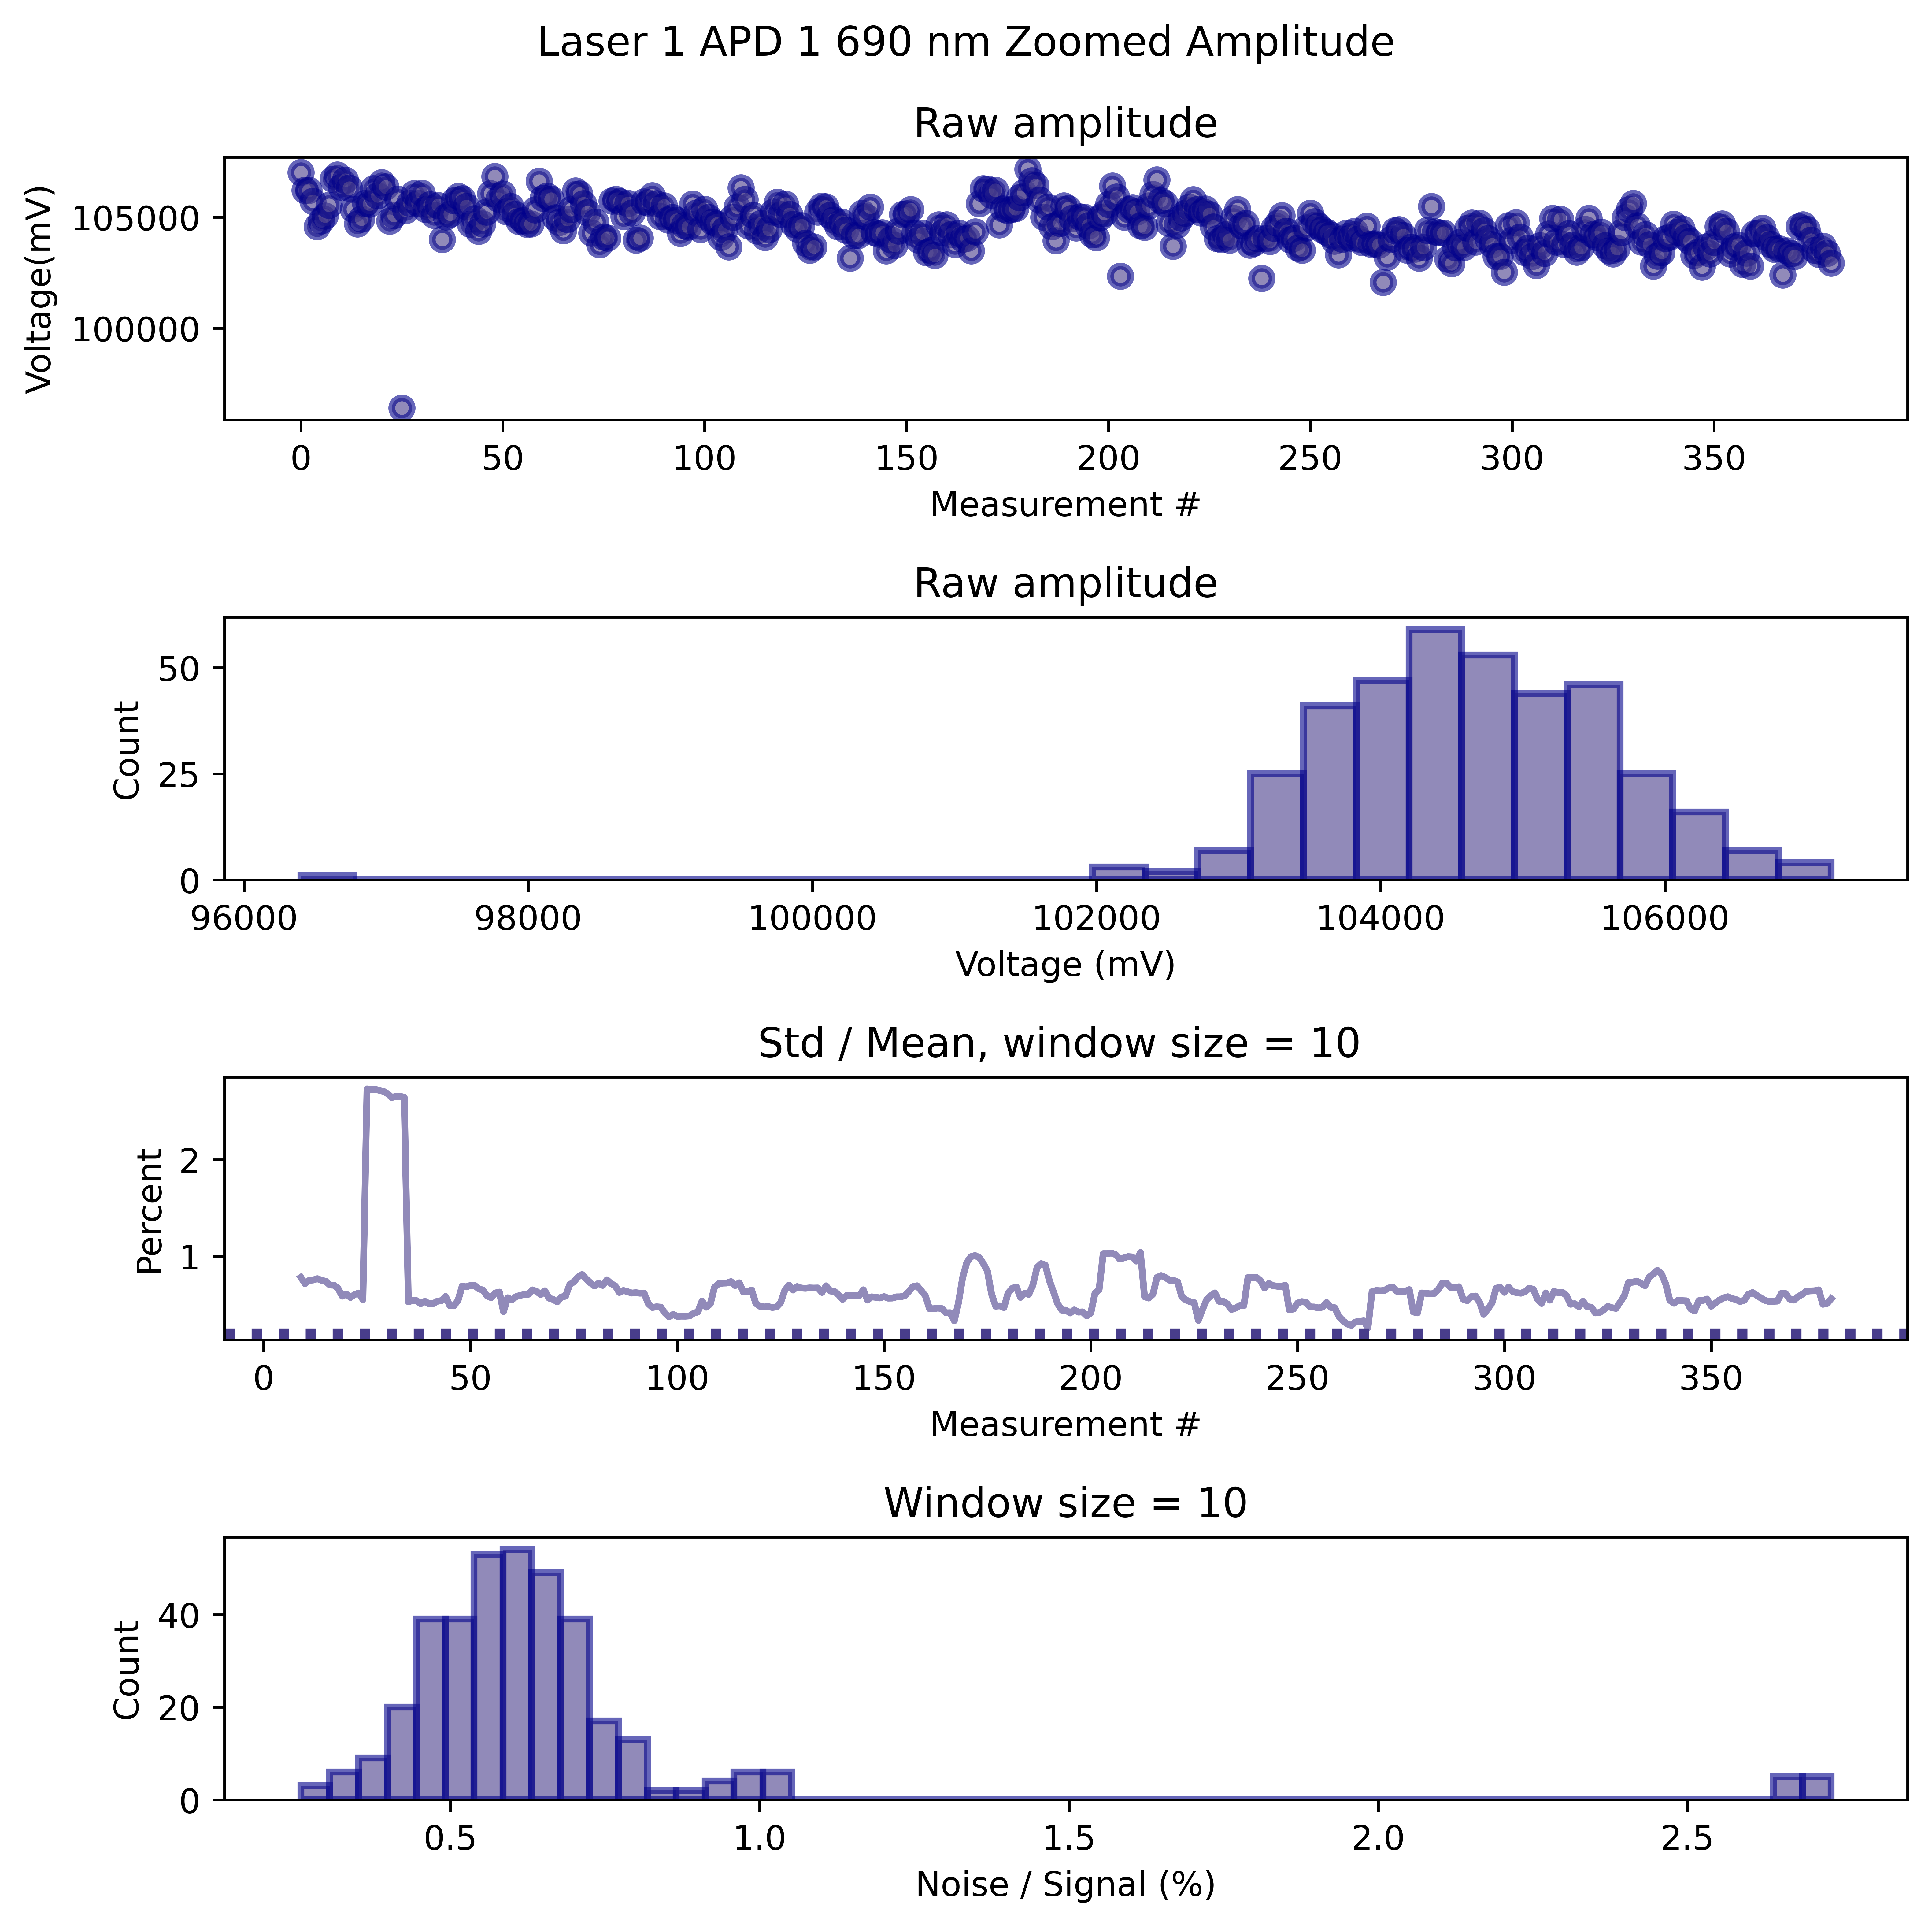 Laser 1 APD 1 690 nm Zoomed Amplitude
Raw amplitude
Voltage(mV)
105000
100000
0 50 100 150 200 250 300 350
Measurement #
Raw amplitude
Count
50
25
0
96000 98000 100000 102000 104000 106000
Voltage (mV)
Std / Mean, window size = 10
Percent
2
1
0 50 100 150 200 250 300 350
Measurement #
Window size = 10
Count
40
20
0
0.5 1.0 1.5 2.0 2.5
Noise / Signal (%)